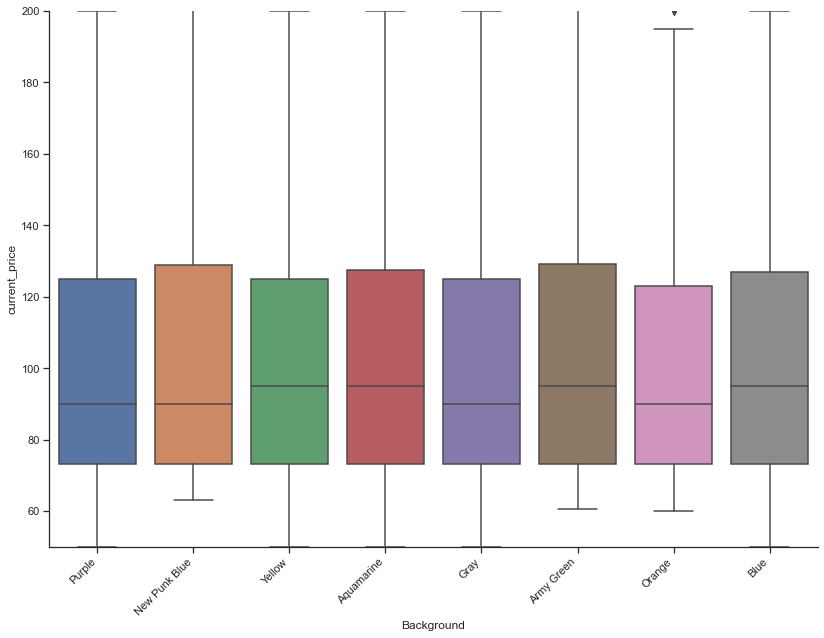 200
180
160
140
120
100
80
60
current_price
Purple
New Punk Blue
Yellow
Aquamarine
Gray
Army Green
Orange
Blue
Background